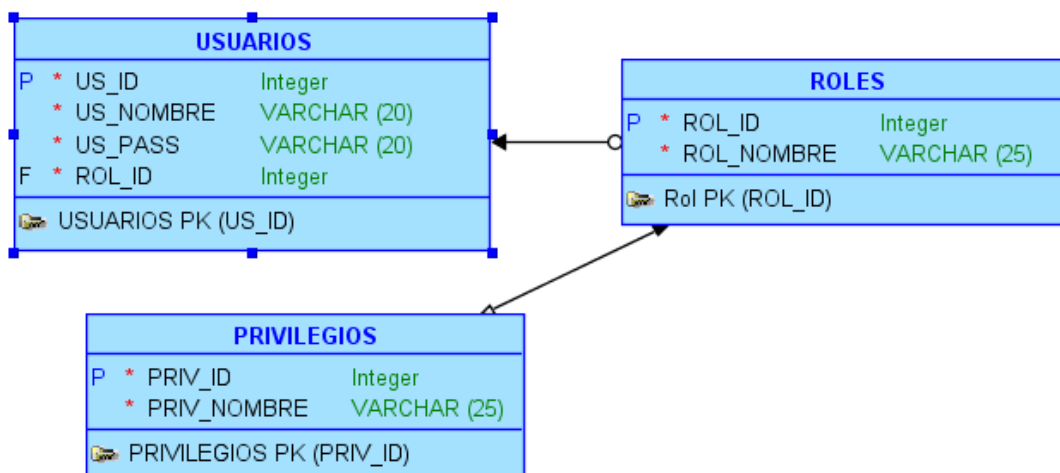 USUARIOS
P * US_ID Integer
* US_NOMBRE VARCHAR (20)
* US_PASS VARCHAR (20)
F * ROL_ID Integer
USUARIOS PK (US_ID)
ROLES
P * ROL_ID Integer
* ROL_NOMBRE VARCHAR (25)
Rol PK (ROL_ID)
PRIVILEGIOS
P * PRIV_ID Integer
* PRIV_NOMBRE VARCHAR (25)
PRIVILEGIOS PK (PRIV_ID)